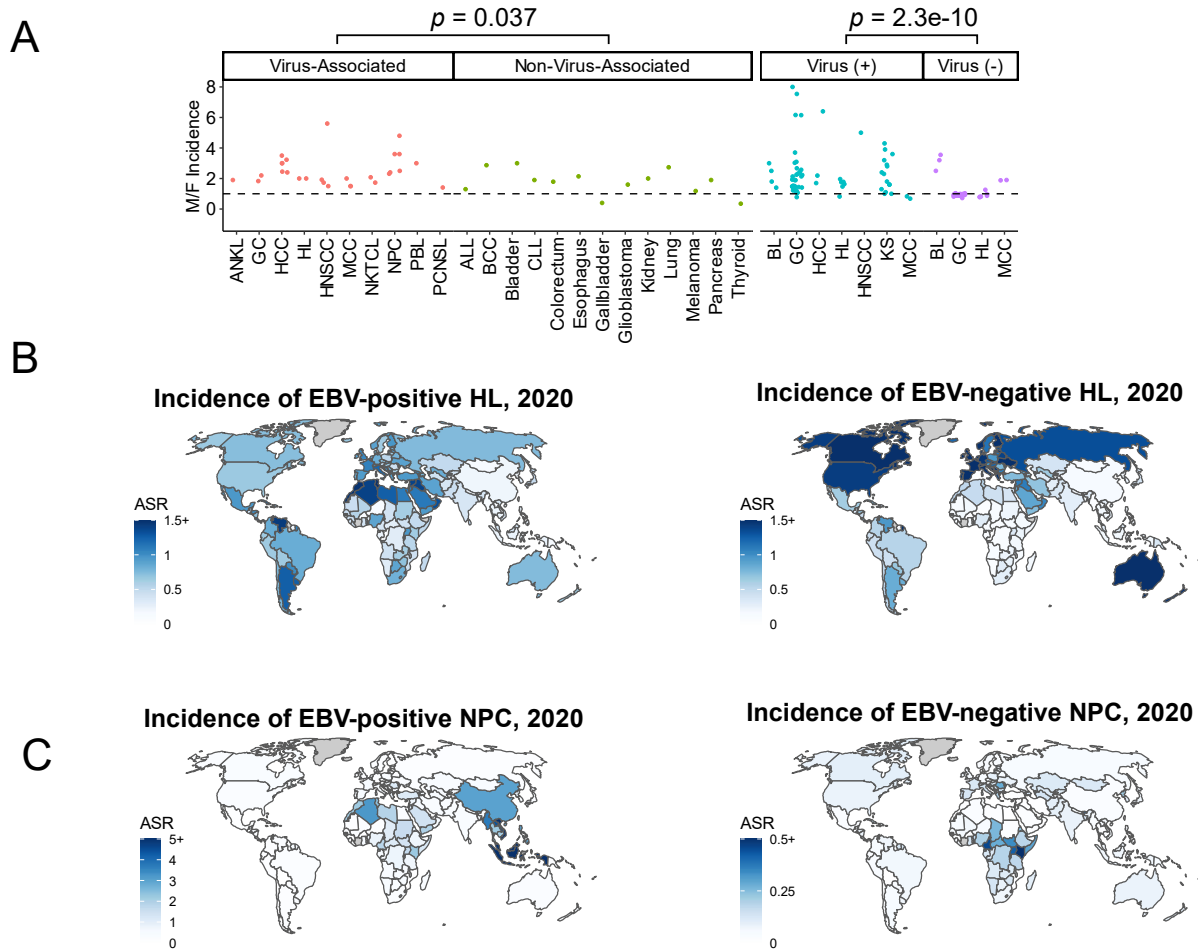 A
p = 0.037
p = 2.3e-10
Virus-Associated
Non-Virus-Associated
Virus (+)
Virus (-)
M/F Incidence
8
6
4
2
0
ANKL
GC
HCC
HL
HNSCC
MCC
NKTCL
NPC
PBL
PCNSL
ALL
BCC
Bladder
CLL
Colorectum
Esophagus
Gallbladder
Glioblastoma
Kidney
Lung
Melanoma
Pancreas
Thyroid
BL
GC
HCC
HL
HNSCC
KS
MCC
BL
GC
HL
MCC
B
Incidence of EBV-positive HL, 2020
ASR
1.5+
1
0.5
0
Incidence of EBV-negative HL, 2020
ASR
1.5+
1
0.5
0
C
Incidence of EBV-positive NPC, 2020
ASR
5+
4
3
2
1
0
Incidence of EBV-negative NPC, 2020
ASR
0.5+
0.25
0